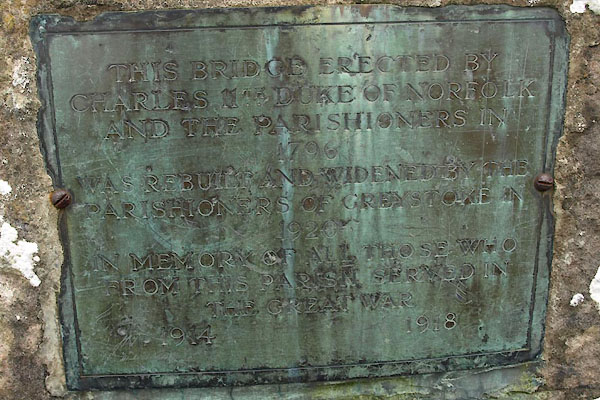 THIS BRIDGE ERECTED BY
CHARLES 11TH DUKE OF NORFOLK
AND THE PARISHIONERS IN
1796
WAS REBUILT AND WIDENED BY THE
PARISHIONERS OF GREYSTOKE IN
1920
IN MEMORY OF ALL THOSE WHO
FROM THIS PARISH SERVED IN
THE GREAT WAR
1914 1918